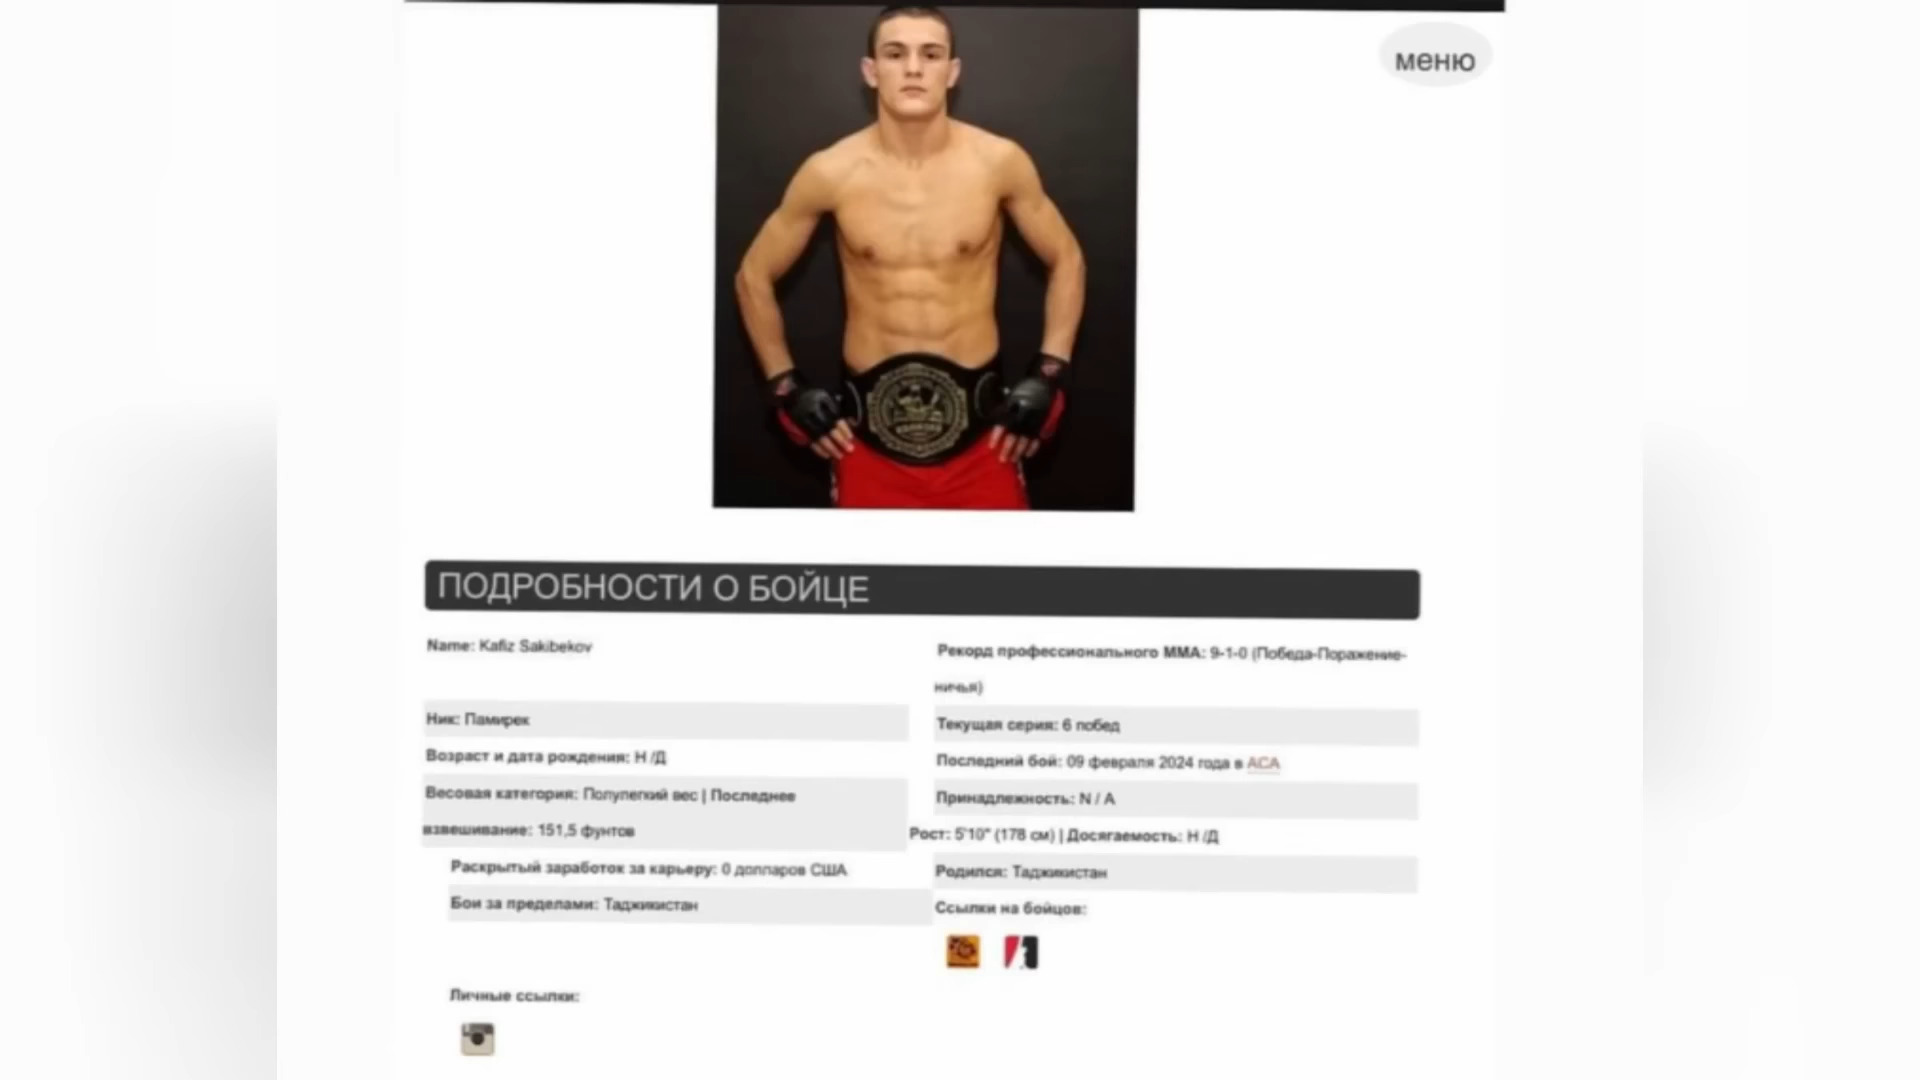 меню
ПОДРОБНОСТИ О БОЙЦЕ
Name: Kafiz Sakibekov
Рекорд профессионального ММА: 9-1-0 (Победа-Поражение-
ничья)
Ник: Памирек
Текущая серия: 6 побед
Возраст и дата рождения: Н /Д
Последний бой: 09 февраля 2024 года в ACA
Весовая категория: Полулегкий вес | Последнее
взвешивание: 151,5 фунтов
Принадлежность: N / A
Рост: 5'10" (178 см) | Досягаемость: Н /Д
Раскрытый заработок за карьеру: 0 долларов США
Родился: Таджикистан
Бои за пределами: Таджикистан
Ссылки на бойцов:
Личные ссылки: